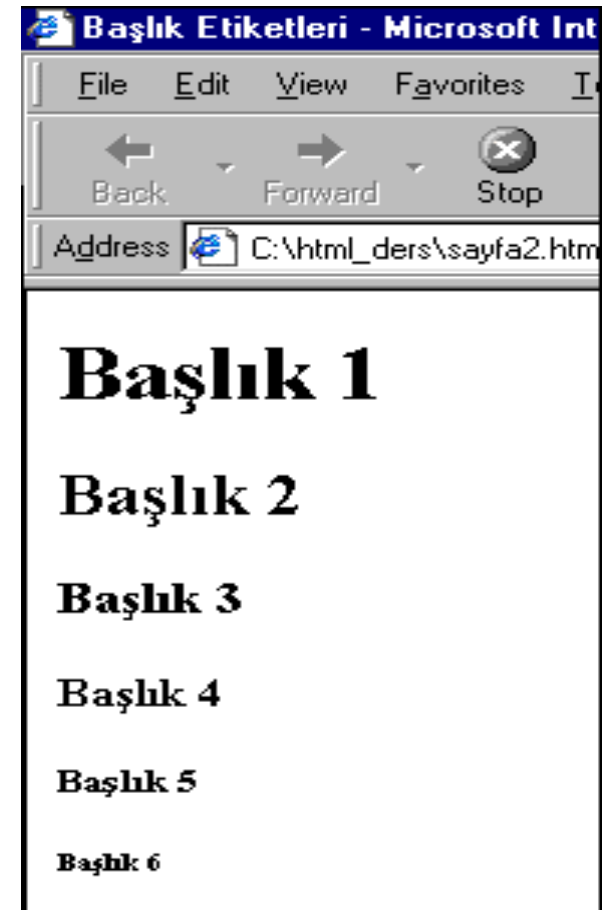 Başlık Etiketleri - Microsoft Int
File Edit View Favorites
Back Forward Stop
Address C:\html_ders\sayfa2.htm
Başlık 1
Başlık 2
Başlık 3
Başlık 4
Başlık 5
Başlık 6